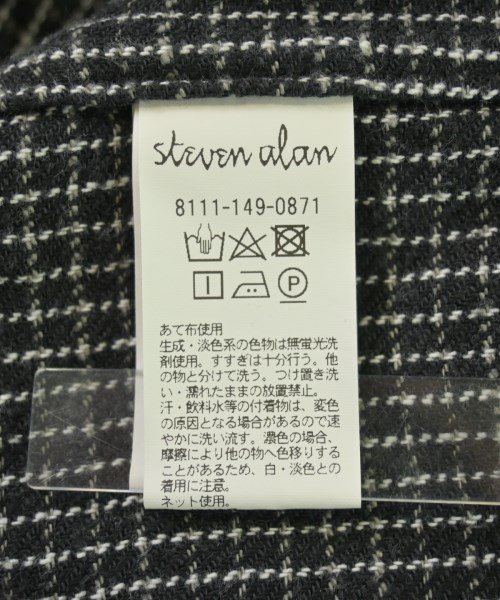 steven alan
8111-149-0871
P
あて布使用
生成・淡色系の色物は無蛍光洗
剤使用。すすぎは十分行う。他
の物と分けて洗う。つけ置き洗
い・濡れたままの放置禁止。
汗・飲料水等の付着物は、変色
の原因となる場合があるので速
やかに洗い流す。濃色の場合、
摩擦により他の物へ色移りする
ことがあるため、白・淡色との
着用に注意。
ネット使用。